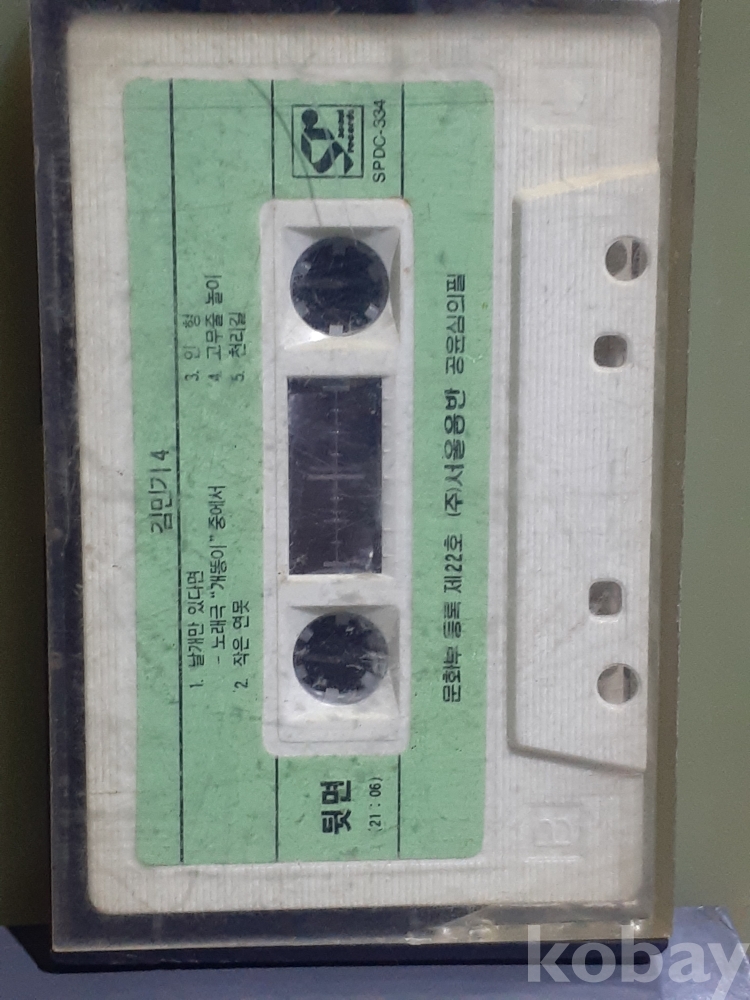 김민기 4
1. 날개만 있다면
- 노래극 "개똥이" 중에서
2. 작은 연못
3. 인 형
4. 고무줄 놀이
5. 천리길
뒷면
(21:06)
SP
seoul
records
SPDC-334
문화부 등록 제22호 (주)서울음반 공윤심의필
B
kobay